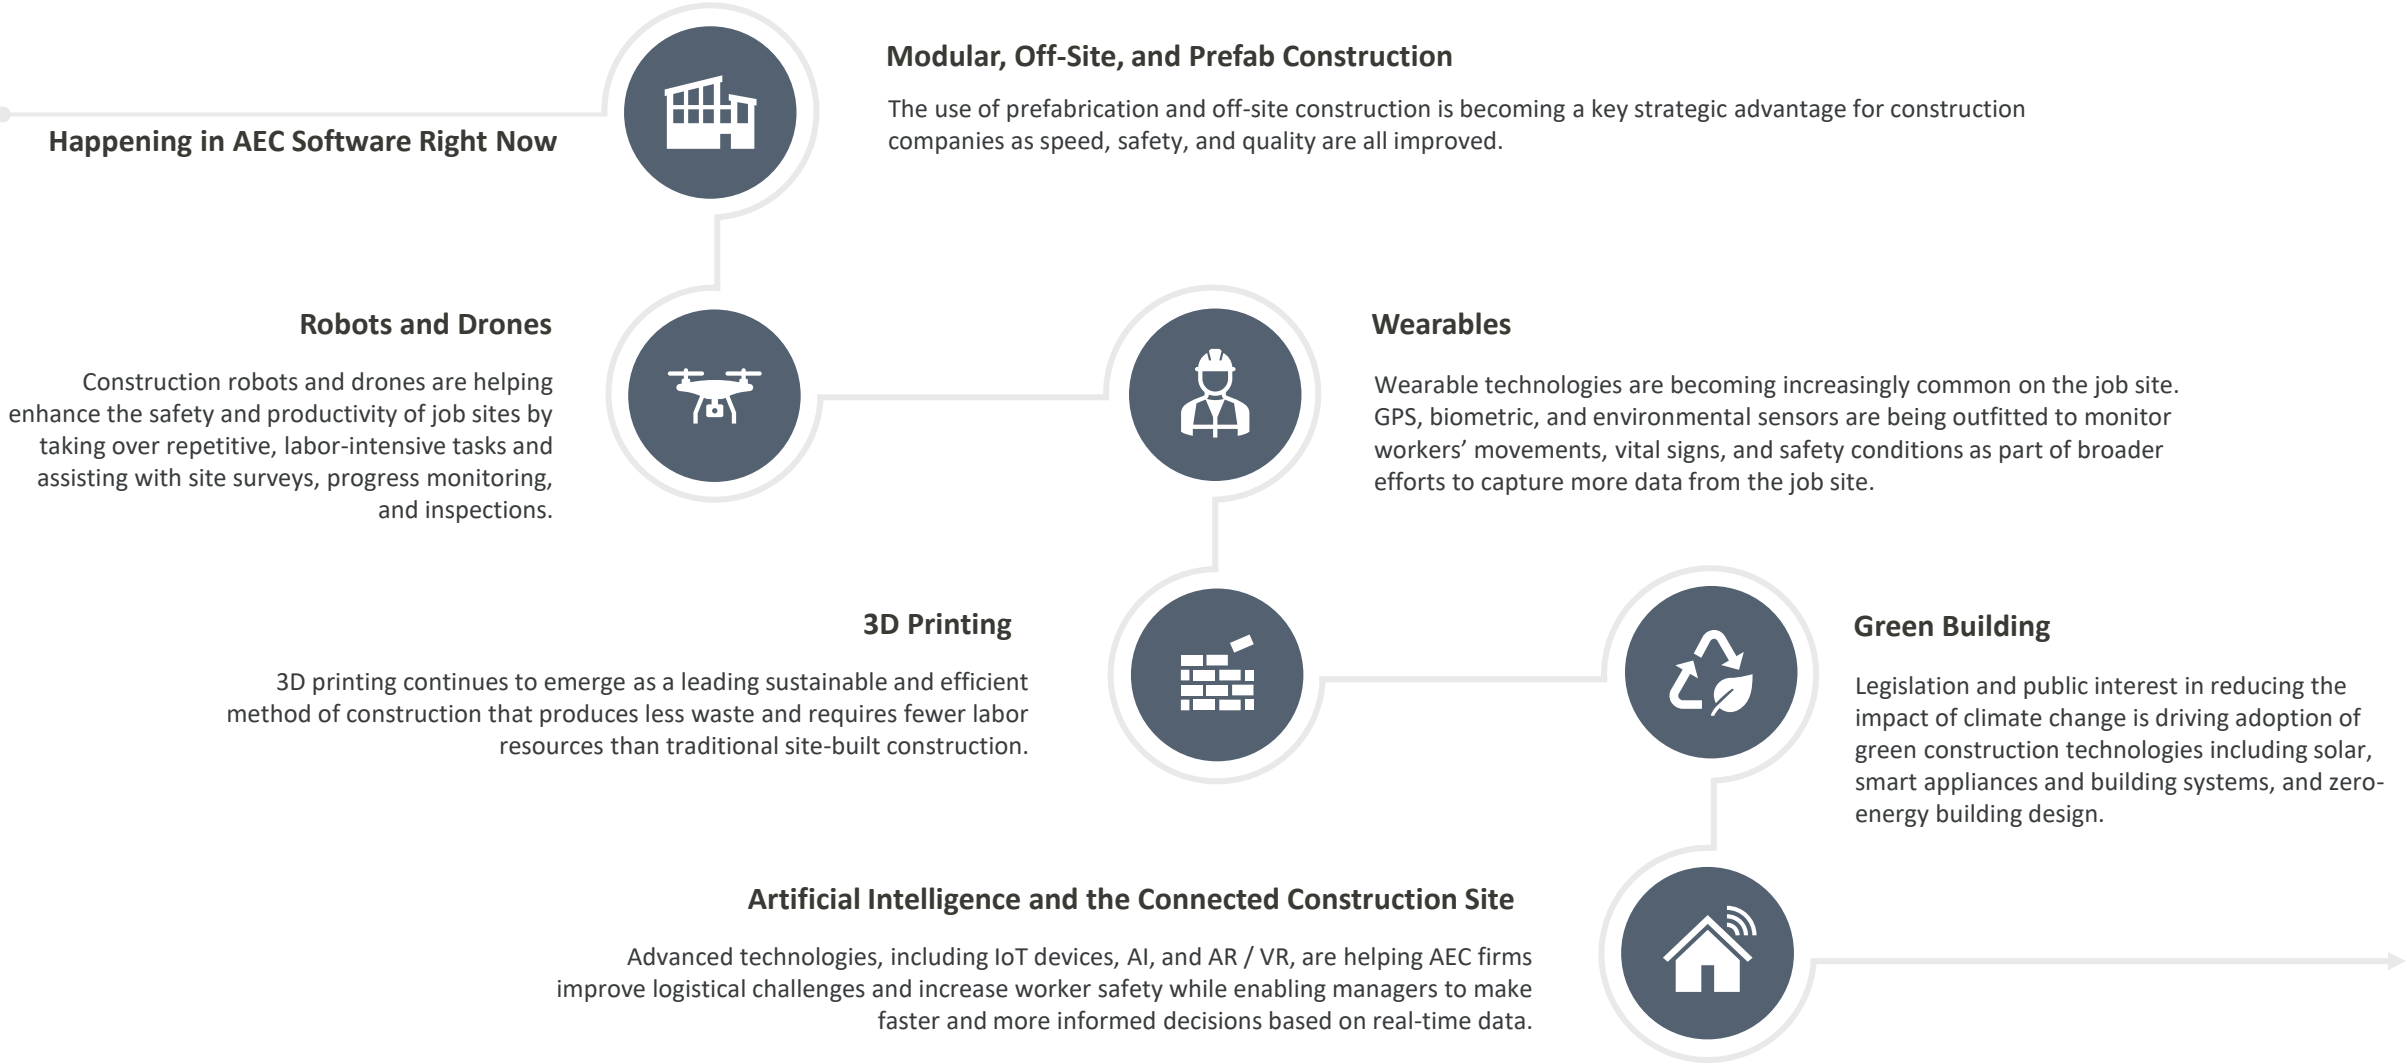 Happening in AEC Software Right Now
Modular, Off-Site, and Prefab Construction
The use of prefabrication and off-site construction is becoming a key strategic advantage for construction
companies as speed, safety, and quality are all improved.
Robots and Drones
Construction robots and drones are helping
enhance the safety and productivity of job sites by
taking over repetitive, labor-intensive tasks and
assisting with site surveys, progress monitoring,
and inspections.
Wearables
Wearable technologies are becoming increasingly common on the job site.
GPS, biometric, and environmental sensors are being outfitted to monitor
workers’ movements, vital signs, and safety conditions as part of broader
efforts to capture more data from the job site.
3D Printing
3D printing continues to emerge as a leading sustainable and efficient
method of construction that produces less waste and requires fewer labor
resources than traditional site-built construction.
Green Building
Legislation and public interest in reducing the
impact of climate change is driving adoption of
green construction technologies including solar,
smart appliances and building systems, and zero-
energy building design.
Artificial Intelligence and the Connected Construction Site
Advanced technologies, including IoT devices, AI, and AR / VR, are helping AEC firms
improve logistical challenges and increase worker safety while enabling managers to make
faster and more informed decisions based on real-time data.